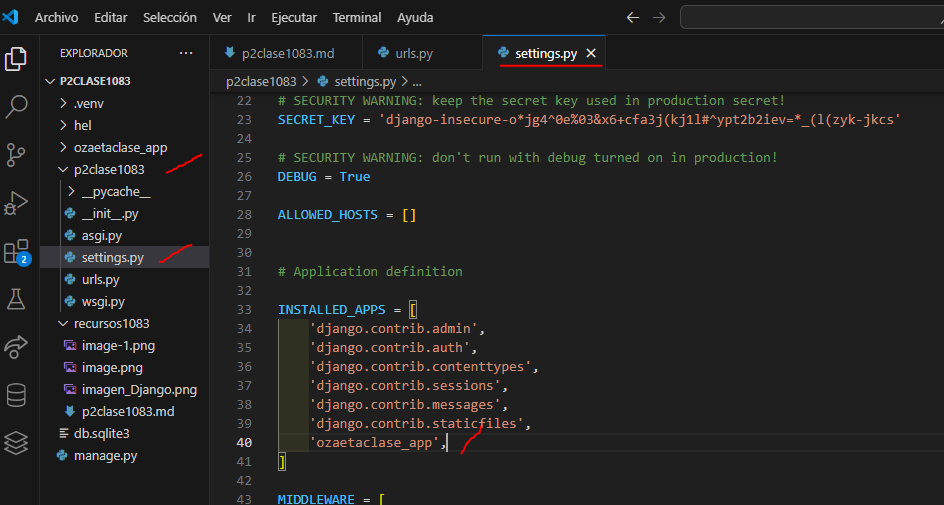 Archivo Editar Selección Ver Ir Ejecutar Terminal Ayuda
EXPLORADOR ...
P2CLASE1083
.venv
hel
ozaetaclase_app
p2clase1083
__pycache__
__init__.py
asgi.py
settings.py
urls.py
wsgi.py
recursos1083
image-1.png
image.png
imagen_Django.png
p2clase1083.md
db.sqlite3
manage.py
2
p2clase1083.md urls.py settings.py
p2clase1083 > settings.py > ...
22 # SECURITY WARNING: keep the secret key used in production secret!
23 SECRET_KEY = 'django-insecure-o*jg4^0e%03&x6+cfa3j(kj1l#^ypt2b2iev=*_(l(zyk-jkcs'
24
25 # SECURITY WARNING: don't run with debug turned on in production!
26 DEBUG = True
27
28 ALLOWED_HOSTS = []
29
30
31 # Application definition
32
33 INSTALLED_APPS = [
34 'django.contrib.admin',
35 'django.contrib.auth',
36 'django.contrib.contenttypes',
37 'django.contrib.sessions',
38 'django.contrib.messages',
39 'django.contrib.staticfiles',
40 'ozaetaclase_app',
41 ]
42
43 MIDDLEWARE = [